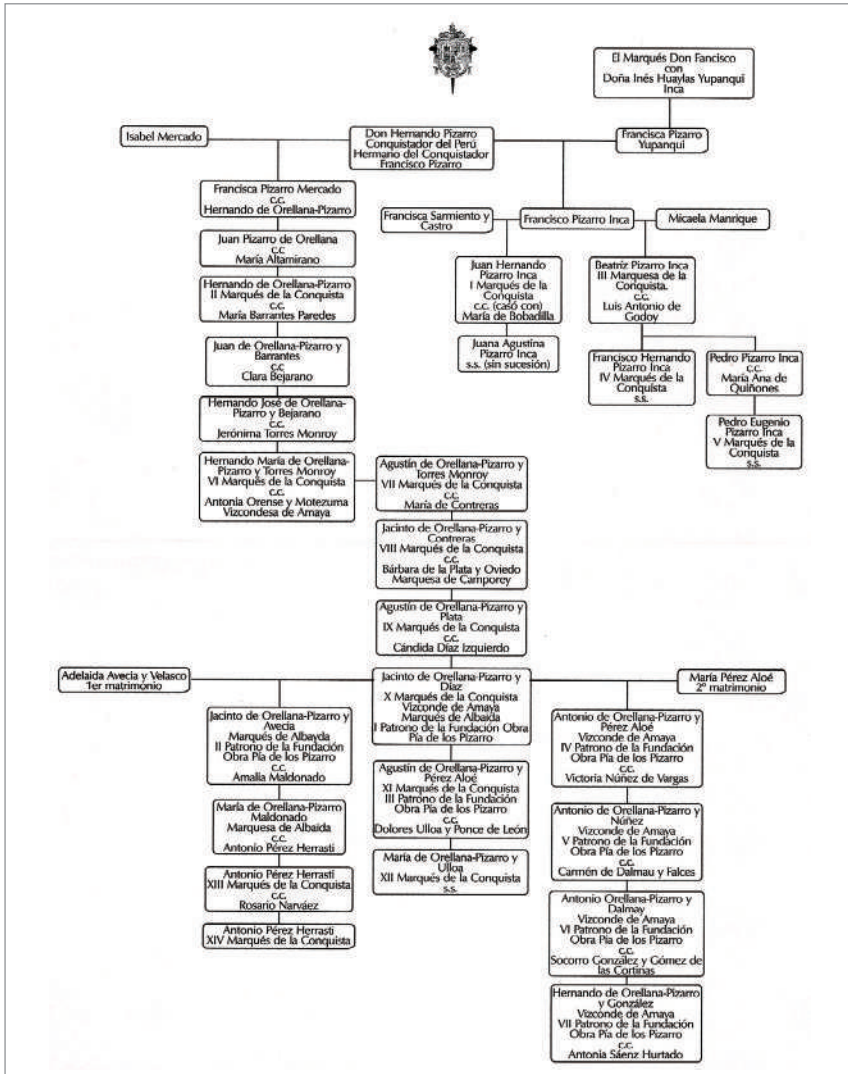 El Marqués Don Fancisco
con
Doña Inés Huaylas Yupanqui
Inca
Isabel Mercado
Don Hernando Pizarro
Conquistador del Perú
Hermano del Conquistador
Francisco Pizarro
Francisca Pizarro
Yupanqui
Francisca Pizarro Mercado
c.c.
Hernando de Orellana-Pizarro
Francisca Sarmiento y
Castro
Francisco Pizarro Inca
Micaela Manrique
Juan Pizarro de Orellana
c.c
María Altamirano
Juan Hernando
Pizarro Inca
I Marqués de la
Conquista
c.c. (casó con)
María de Bobadilla
Beatriz Pizarro Inca
III Marquesa de la
Conquista.
c.c.
Luis Antonio de
Godoy
Hernando de Orellana-Pizarro
II Marqués de la Conquista
c.c.
María Barrantes Paredes
Juan de Orellana-Pizarro y
Barrantes
c.c
Clara Bejarano
Juana Agustina
Pizarro Inca
s.s. (sin sucesión)
Francisco Hernando
Pizarro Inca
IV Marqués de la
Conquista
s.s.
Pedro Pizarro Inca
c.c.
María Ana de
Quiñones
Hernando José de Orellana-
Pizarro y Bejarano
c.c.
Jerónima Torres Monroy
Pedro Eugenio
Pizarro Inca
V Marqués de la
Conquista
s.s.
Hernando María de Orellana-
Pizarro y Torres Monroy
VI Marqués de la Conquista
c.c.
Antonia Orense y Motezuma
Vizcondesa de Amaya
Agustín de Orellana-Pizarro y
Torres Monroy
VII Marqués de la Conquista
c.c.
María de Contreras
Jacinto de Orellana-Pizarro y
Contreras
VIII Marqués de la Conquista
c.c.
Bárbara de la Plata y Oviedo
Marquesa de Camporey
Agustín de Orellana-Pizarro y
Plata
IX Marqués de la Conquista
c.c.
Cándida Díaz Izquierdo
Adelaida Avecia y Velasco
1er matrimonio
Jacinto de Orellana-Pizarro y
Díaz
X Marqués de la Conquista
Vizconde de Amaya
Marqués de Albaida
I Patrono de la Fundación Obra
Pía de los Pizarro
María Pérez Aloé
2º matrimonio
Jacinto de Orellana-Pizarro y
Avecia
Marqués de Albayda
II Patrono de la Fundación
Obra Pía de los Pizarro
c.c.
Amalia Maldonado
Agustín de Orellana-Pizarro y
Pérez Aloé
XI Marqués de la Conquista
III Patrono de la Fundación
Obra Pía de los Pizarro
c.c.
Dolores Ulloa y Ponce de León
Antonio de Orellana-Pizarro y
Pérez Aloé
Vizconde de Amaya
IV Patrono de la Fundación
Obra Pía de los Pizarro
c.c.
Victoria Núñez de Vargas
María de Orellana-Pizarro
Maldonado
Marquesa de Albaida
c.c.
Antonio Pérez Herrasti
María de Orellana-Pizarro y
Ulloa
XII Marqués de la Conquista
s.s.
Antonio de Orellana-Pizarro y
Núñez
Vizconde de Amaya
V Patrono de la Fundación
Obra Pía de los Pizarro
c.c.
Carmén de Dalmau y Falces
Antonio Pérez Herrasti
XIII Marqués de la Conquista
c.c.
Rosario Narváez
Antonio Pérez Herrasti
XIV Marqués de la Conquista
Antonio Orellana-Pizarro y
Dalmay
Vizconde de Amaya
VI Patrono de la Fundación
Obra Pía de los Pizarro
c.c.
Socorro González y Gómez de
las Cortinas
Hernando de Orellana-Pizarro
y González
Vizconde de Amaya
VII Patrono de la Fundación
Obra Pía de los Pizarro
c.c.
Antonia Sáenz Hurtado